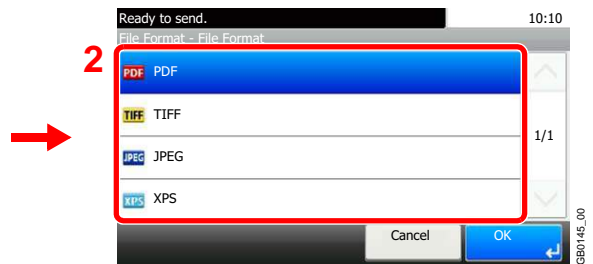 Ready to send. 10:10
File Format - File Format
2
PDF PDF
TIFF TIFF
1/1
JPEG JPEG
XPS XPS
Cancel OK
GB0145_00